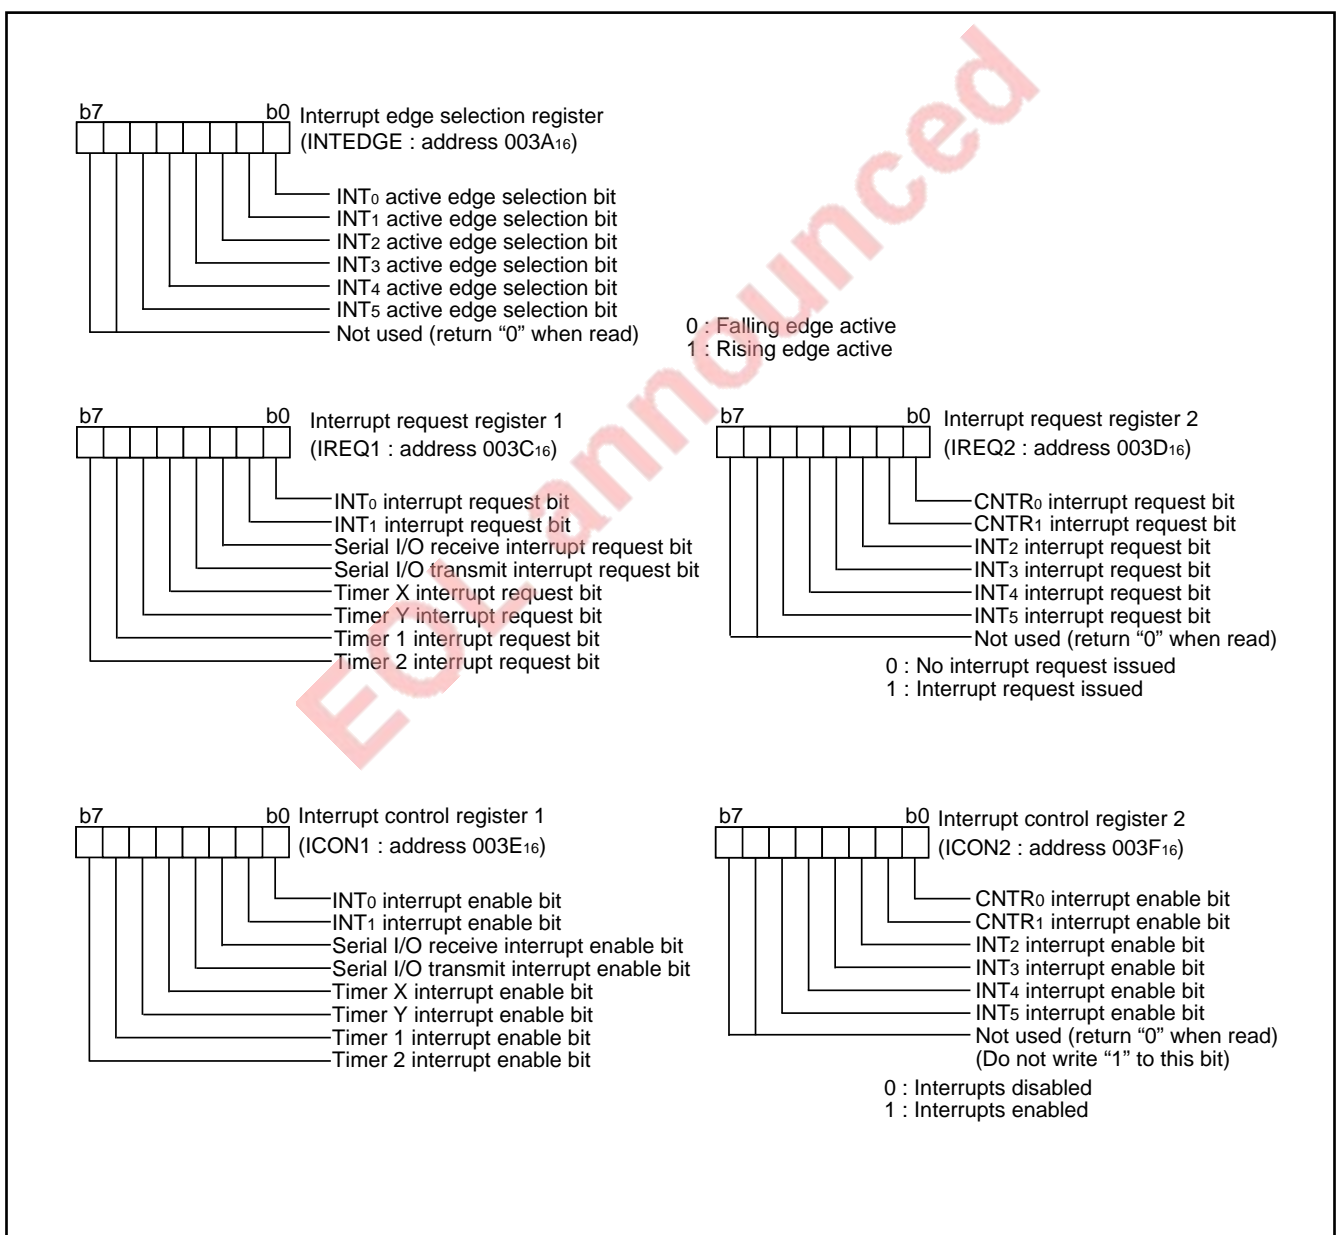 b7 b0 Interrupt edge selection register
(INTEDGE : address 003A16)
INT0 active edge selection bit
INT1 active edge selection bit
INT2 active edge selection bit
INT3 active edge selection bit
INT4 active edge selection bit
INT5 active edge selection bit
Not used (return “0” when read)
0 : Falling edge active
1 : Rising edge active
b7 b0 Interrupt request register 1
(IREQ1 : address 003C16)
INT0 interrupt request bit
INT1 interrupt request bit
Serial I/O receive interrupt request bit
Serial I/O transmit interrupt request bit
Timer X interrupt request bit
Timer Y interrupt request bit
Timer 1 interrupt request bit
Timer 2 interrupt request bit
b7 b0 Interrupt request register 2
(IREQ2 : address 003D16)
CNTR0 interrupt request bit
CNTR1 interrupt request bit
INT2 interrupt request bit
INT3 interrupt request bit
INT4 interrupt request bit
INT5 interrupt request bit
Not used (return “0” when read)
0 : No interrupt request issued
1 : Interrupt request issued
b7 b0 Interrupt control register 1
(ICON1 : address 003E16)
INT0 interrupt enable bit
INT1 interrupt enable bit
Serial I/O receive interrupt enable bit
Serial I/O transmit interrupt enable bit
Timer X interrupt enable bit
Timer Y interrupt enable bit
Timer 1 interrupt enable bit
Timer 2 interrupt enable bit
b7 b0 Interrupt control register 2
(ICON2 : address 003F16)
CNTR0 interrupt enable bit
CNTR1 interrupt enable bit
INT2 interrupt enable bit
INT3 interrupt enable bit
INT4 interrupt enable bit
INT5 interrupt enable bit
Not used (return “0” when read)
(Do not write “1” to this bit)
0 : Interrupts disabled
1 : Interrupts enabled
EOL announced